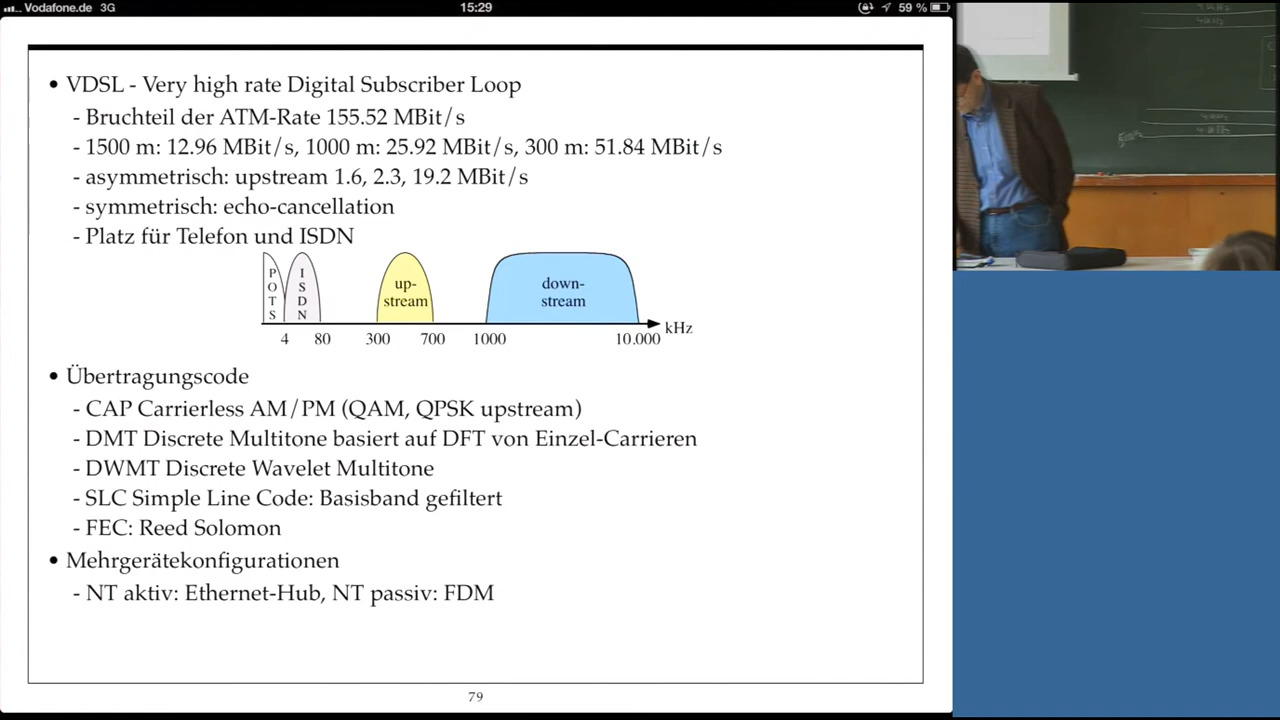 Vodafone.de 3G 15:29 59 %
• VDSL - Very high rate Digital Subscriber Loop
- Bruchteil der ATM-Rate 155.52 MBit/s
- 1500 m: 12.96 MBit/s, 1000 m: 25.92 MBit/s, 300 m: 51.84 MBit/s
- asymmetrisch: upstream 1.6, 2.3, 19.2 MBit/s
- symmetrisch: echo-cancellation
- Platz für Telefon und ISDN
POTS
ISDN
up-
stream
down-
stream
4 80 300 700 1000 10.000 kHz
• Übertragungscode
- CAP Carrierless AM/PM (QAM, QPSK upstream)
- DMT Discrete Multitone basiert auf DFT von Einzel-Carrieren
- DWMT Discrete Wavelet Multitone
- SLC Simple Line Code: Basisband gefiltert
- FEC: Reed Solomon
• Mehrgerätekonfigurationen
- NT aktiv: Ethernet-Hub, NT passiv: FDM
79